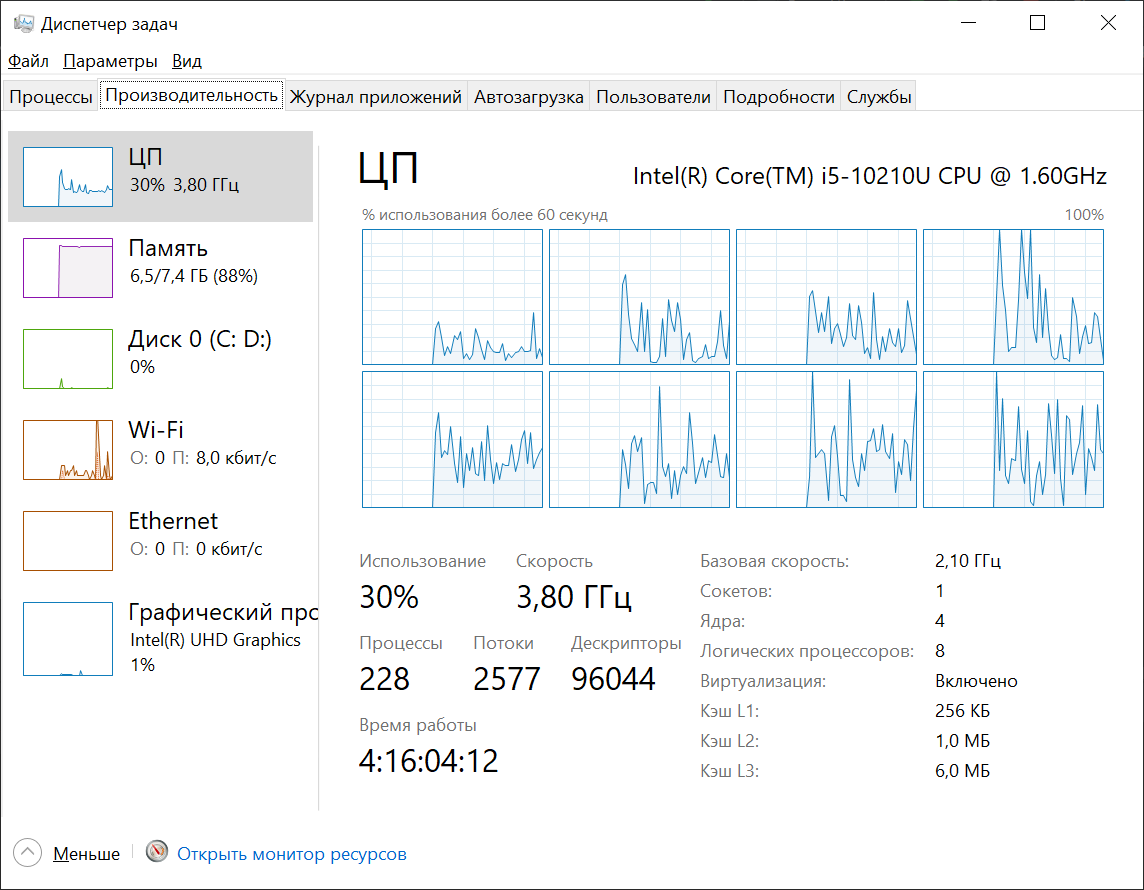 Диспетчер задач
Файл Параметры Вид
Процессы Производительность Журнал приложений Автозагрузка Пользователи Подробности Службы
ЦП
30% 3,80 ГГц
Память
6,5/7,4 ГБ (88%)
Диск 0 (C: D:)
0%
Wi-Fi
О: 0 П: 8,0 кбит/с
Ethernet
О: 0 П: 0 кбит/с
Графический прс
Intel(R) UHD Graphics
1%
ЦП
Intel(R) Core(TM) i5-10210U CPU @ 1.60GHz
% использования более 60 секунд 100%
Использование Скорость
30% 3,80 ГГц
Процессы Потоки Дескрипторы
228 2577 96044
Время работы
4:16:04:12
Базовая скорость: 2,10 ГГц
Сокетов: 1
Ядра: 4
Логических процессоров: 8
Виртуализация: Включено
Кэш L1: 256 КБ
Кэш L2: 1,0 МБ
Кэш L3: 6,0 МБ
Меньше Открыть монитор ресурсов